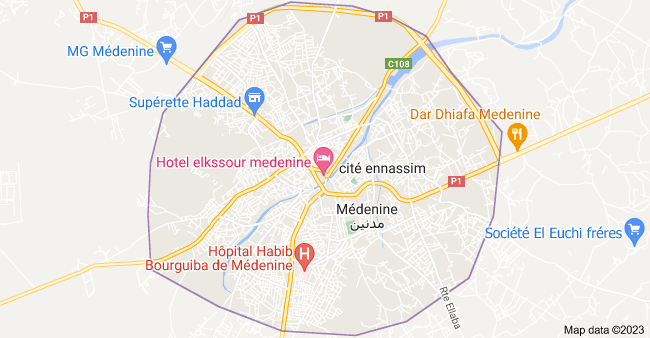 P1
P1
P1
MG Médenine
C108
Supérette Haddad
Dar Dhiafa Medenine
Hotel elkssour medenine
cité ennassim
P1
Médenine
مدنين
Société El Euchi fréres
Hôpital Habib
Bourguiba de Médenine
Rte Ellaba
Map data ©2023